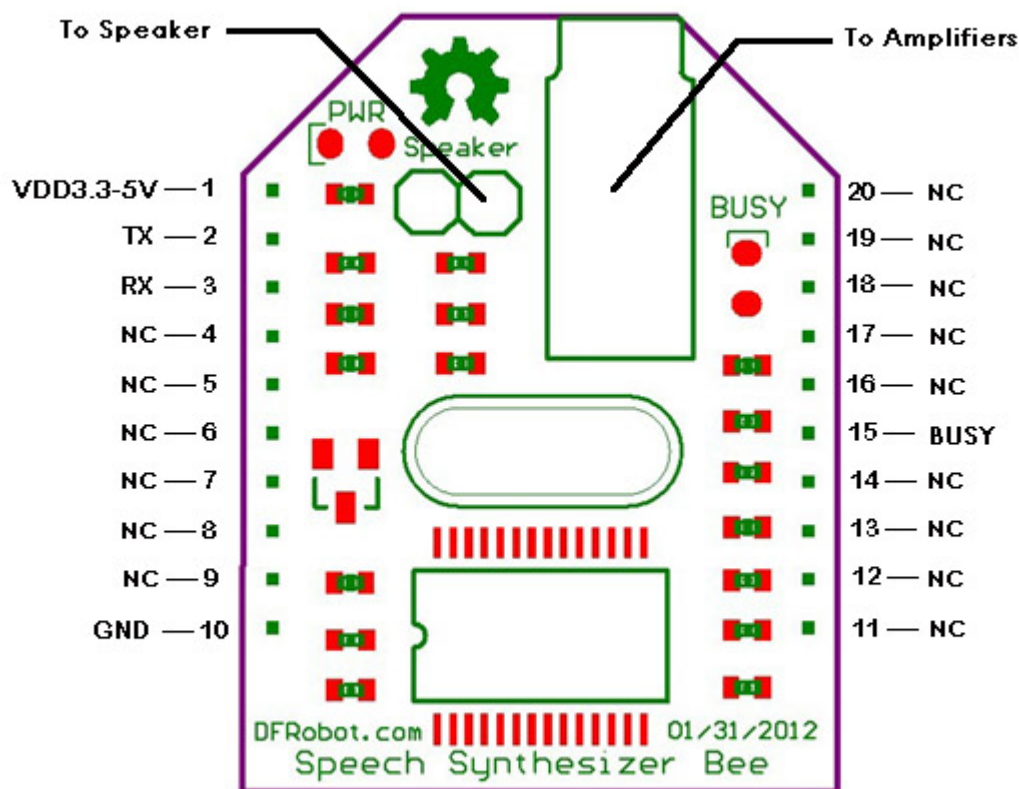 To Speaker
To Amplifiers
PWR
Speaker
BUSY
VDD3.3-5V — 1
TX — 2
RX — 3
NC — 4
NC — 5
NC — 6
NC — 7
NC — 8
NC — 9
GND — 10
20 — NC
19 — NC
18 — NC
17 — NC
16 — NC
15 — BUSY
14 — NC
13 — NC
12 — NC
11 — NC
DFRobot.com
01/31/2012
Speech Synthesizer Bee